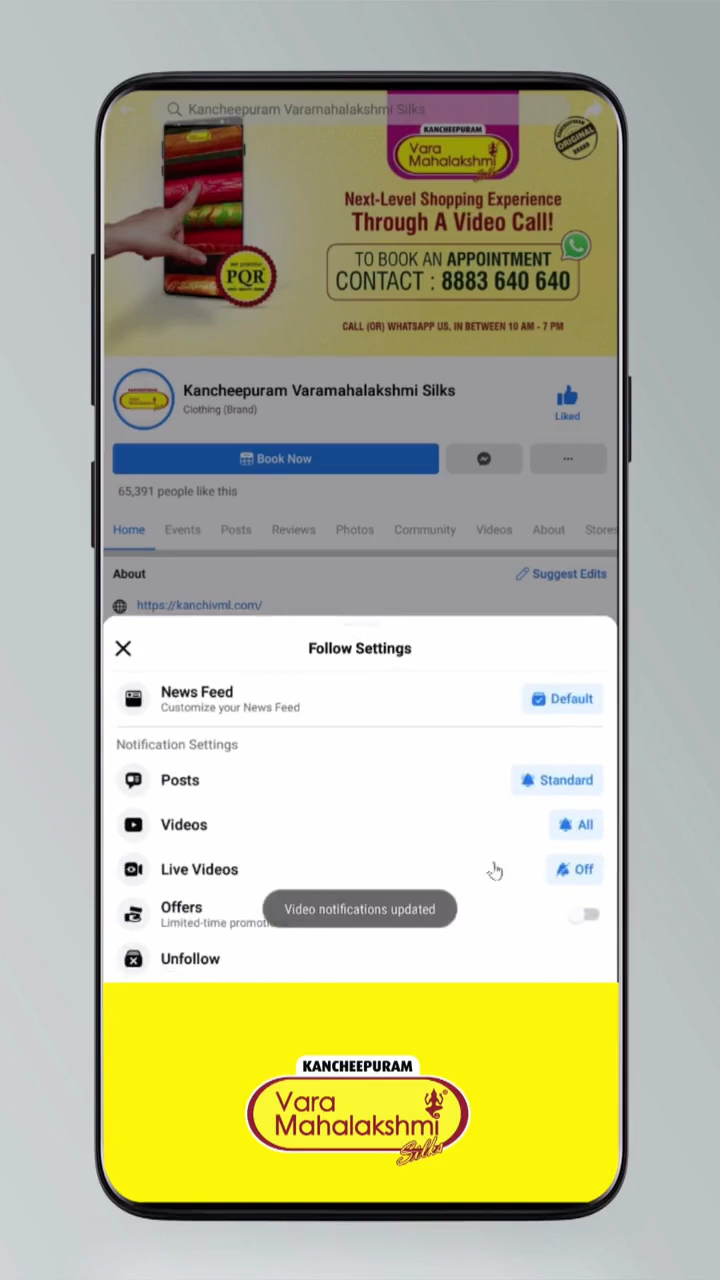 Kancheepuram Varamahalakshmi Silks
KANCHEEPURAM
Vara
Mahalakshmi
Silks
ORIGINAL
Next-Level Shopping Experience
Through A Video Call!
TO BOOK AN APPOINTMENT
CONTACT : 8883 640 640
CALL (OR) WHATSAPP US, IN BETWEEN 10 AM - 7 PM
PQR
Kancheepuram Varamahalakshmi Silks
Clothing (Brand)
Liked
Book Now
65,391 people like this
Home Events Posts Reviews Photos Community Videos About Stores
About
Suggest Edits
https://kanchivml.com/
Follow Settings
News Feed
Customize your News Feed
Default
Notification Settings
Posts
Standard
Videos
All
Live Videos
Off
Offers
Limited-time promoti
Video notifications updated
Unfollow
KANCHEEPURAM
Vara
Mahalakshmi
Silks